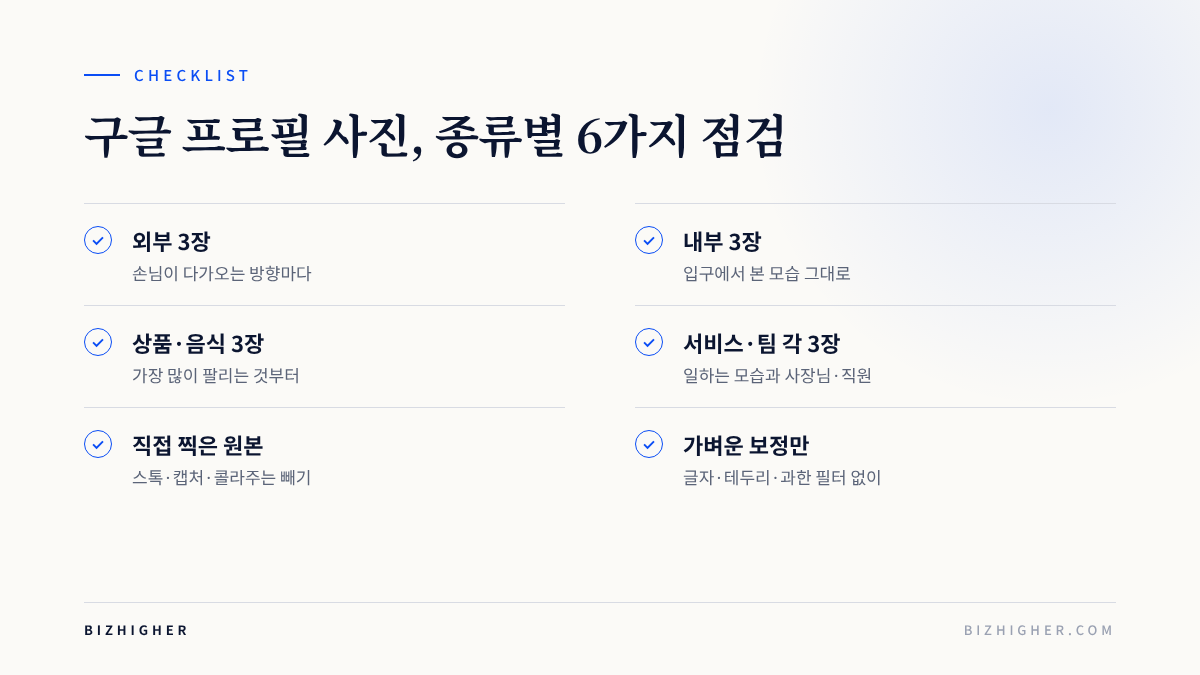 CHECKLIST
구글 프로필 사진, 종류별 6가지 점검
외부 3장
손님이 다가오는 방향마다
내부 3장
입구에서 본 모습 그대로
상품·음식 3장
가장 많이 팔리는 것부터
서비스·팀 각 3장
일하는 모습과 사장님·직원
직접 찍은 원본
스톡·캡처·콜라주는 빼기
가벼운 보정만
글자·테두리·과한 필터 없이
BIZHIGHER
BIZHIGHER.COM